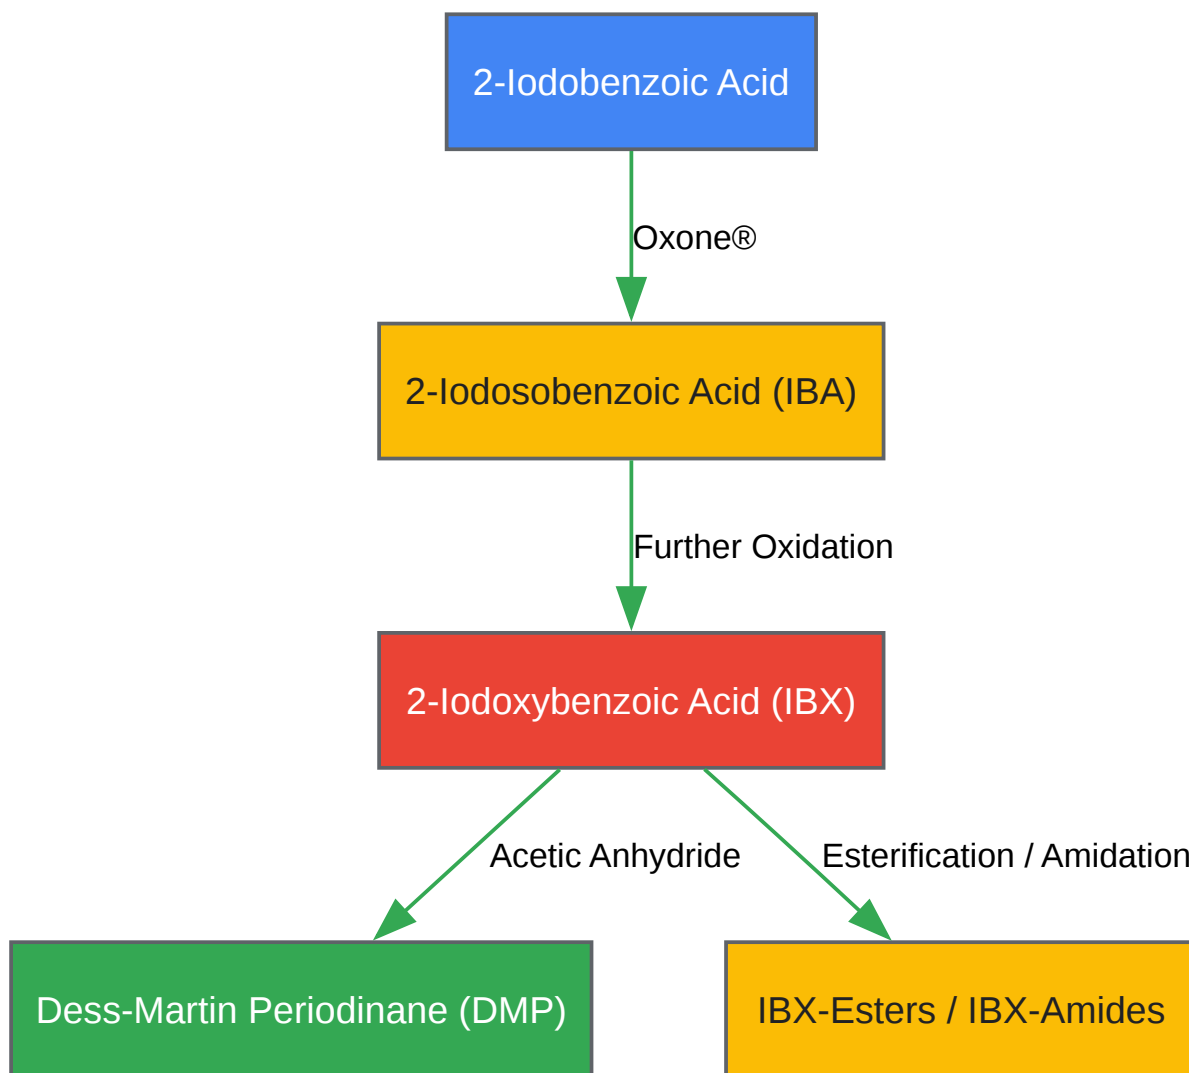 2-Iodobenzoic Acid
Oxone®
2-Iodosobenzoic Acid (IBA)
Further Oxidation
2-Iodoxybenzoic Acid (IBX)
Acetic Anhydride
Esterification / Amidation
Dess-Martin Periodinane (DMP)
IBX-Esters / IBX-Amides